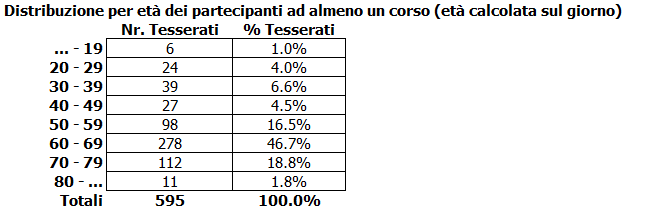 Distribuzione per età dei partecipanti ad almeno un corso (età calcolata sul giorno)
Nr. Tesserati % Tesserati
... - 19 6 1.0%
20 - 29 24 4.0%
30 - 39 39 6.6%
40 - 49 27 4.5%
50 - 59 98 16.5%
60 - 69 278 46.7%
70 - 79 112 18.8%
80 - ... 11 1.8%
Totali 595 100.0%